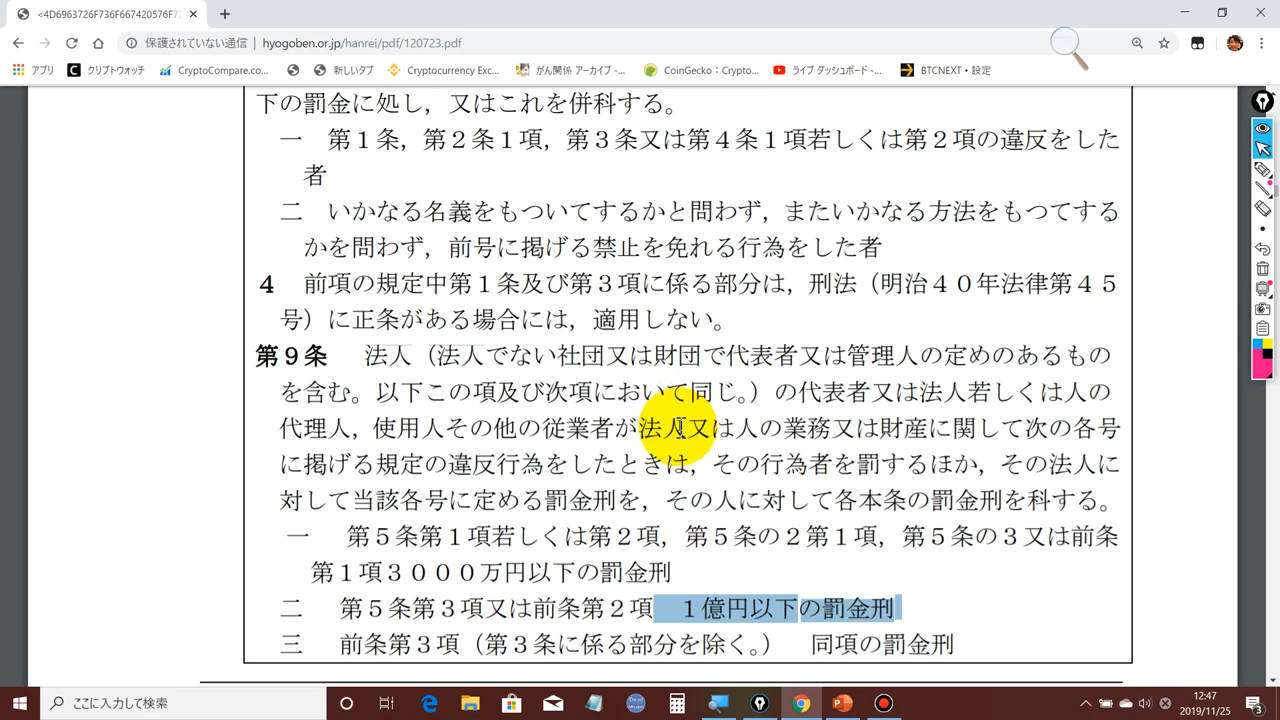 <4D6963726F736F667420576F72
保護されていない通信 | hyogoben.or.jp/hanrei/pdf/120723.pdf
アプリ クリプトウォッチ CryptoCompare.co... 新しいタブ Cryptocurrency Exc... がん関係 アーカイブ -... CoinGecko：Crypto... ライブ ダッシュボード -... BTCNEXT・設定
下の罰金に処し，又はこれを併科する。
一 第１条，第２条１項，第３条又は第４条１項若しくは第２項の違反をした
者
二 いかなる名義をもついてするかと問わず，またいかなる方法をもつてする
かを問わず，前号に掲げる禁止を免れる行為をした者
４ 前項の規定中第１条及び第３項に係る部分は，刑法（明治４０年法律第４５
号）に正条がある場合には，適用しない。
第９条 法人（法人でない社団又は財団で代表者又は管理人の定めのあるもの
を含む。以下この項及び次項において同じ。）の代表者又は法人若しくは人の
代理人，使用人その他の従業者が法人又は人の業務又は財産に関して次の各号
に掲げる規定の違反行為をしたときは，その行為者を罰するほか，その法人に
対して当該各号に定める罰金刑を，その人に対して各本条の罰金刑を科する。
一 第５条第１項若しくは第２項，第５条の２第１項，第５条の３又は前条
第１項３０００万円以下の罰金刑
二 第５条第３項又は前条第２項 １億円以下の罰金刑
三 前条第３項（第３条に係る部分を除く。） 同項の罰金刑
ここに入力して検索
12:47
2019/11/25
3